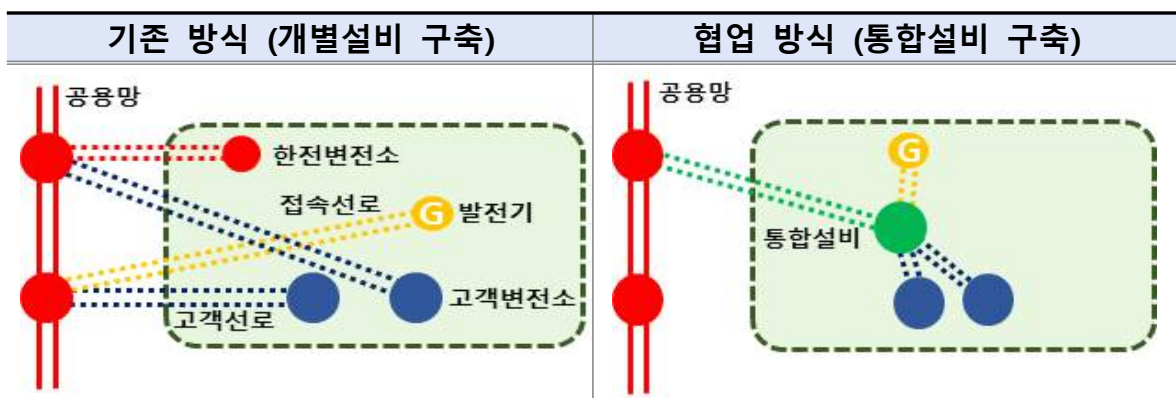 기존 방식 (개별설비 구축)
협업 방식 (통합설비 구축)
공용망
한전변전소
접속선로
G 발전기
고객변전소
고객선로
공용망
G
통합설비